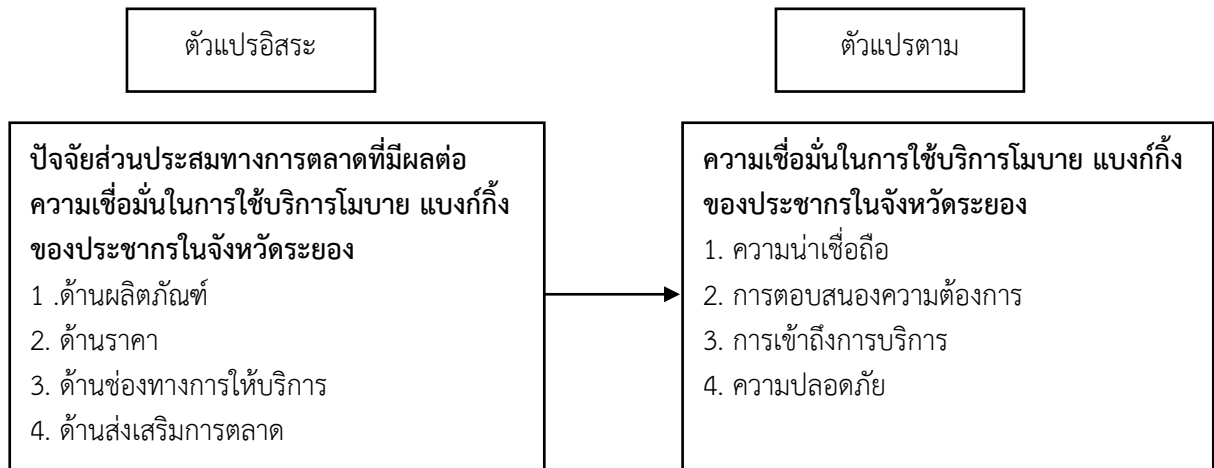 ตัวแปรอิสระ
ตัวแปรตาม
ปัจจัยส่วนประสมทางการตลาดที่มีผลต่อ
ความเชื่อมั่นในการใช้บริการโมบาย แบงก์กิ้ง
ของประชากรในจังหวัดระยอง
1 .ด้านผลิตภัณฑ์
2. ด้านราคา
3. ด้านช่องทางการให้บริการ
4. ด้านส่งเสริมการตลาด
ความเชื่อมั่นในการใช้บริการโมบาย แบงก์กิ้ง
ของประชากรในจังหวัดระยอง
1. ความน่าเชื่อถือ
2. การตอบสนองความต้องการ
3. การเข้าถึงการบริการ
4. ความปลอดภัย